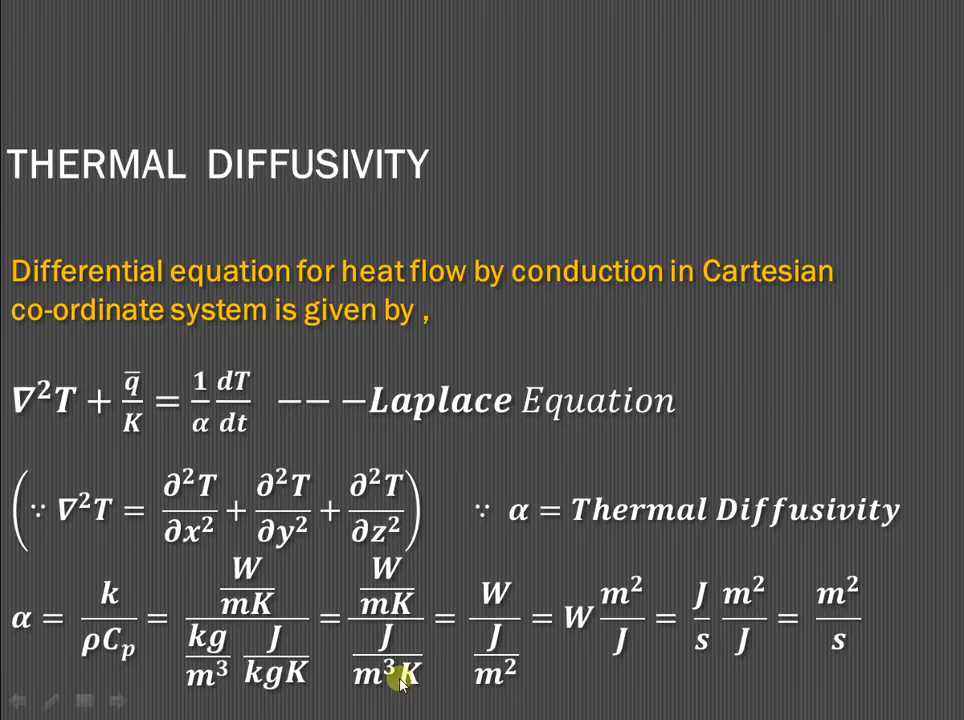 THERMAL DIFFUSIVITY
Differential equation for heat flow by conduction in Cartesian
co-ordinate system is given by ,
∇²T + q̅/K = 1/α dT/dt --- Laplace Equation
(∵ ∇²T = ∂²T/∂x² + ∂²T/∂y² + ∂²T/∂z²) ∵ α = Thermal Diffusivity
α = k/(ρCₚ) = (W/mK)/((kg/m³) (J/kgK)) = (W/mK)/(J/m³K) = W/(J/m²) = W m²/J = J/s m²/J = m²/s